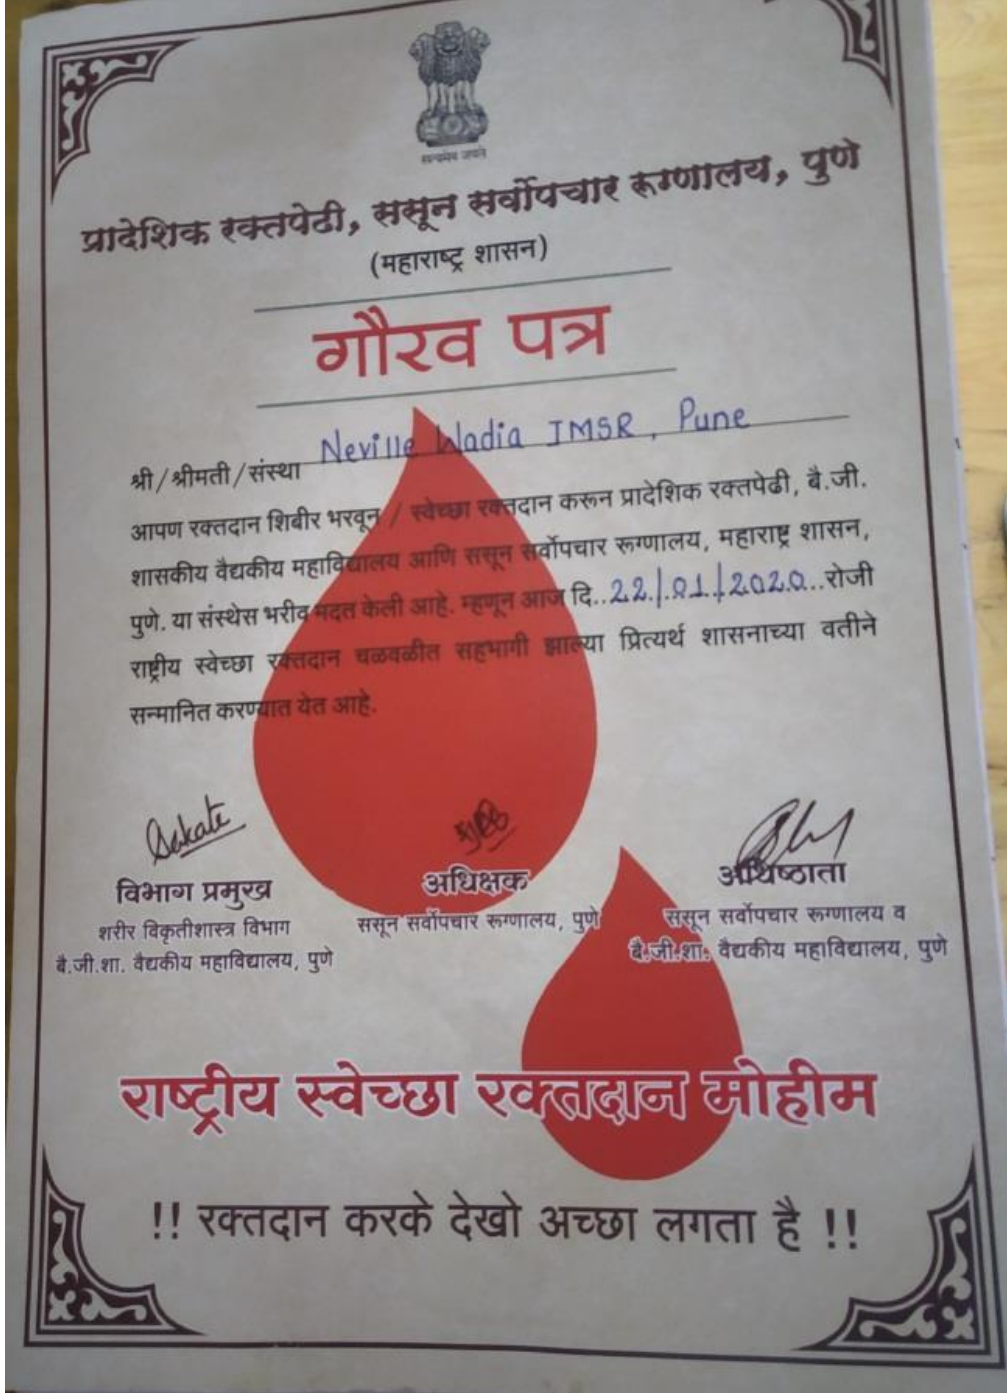 सत्यमेव जयते
प्रादेशिक रक्तपेढी, ससून सर्वोपचार रूग्णालय, पुणे
(महाराष्ट्र शासन)
गौरव पत्र
श्री/श्रीमती/संस्था Neville Wadia IMSR, Pune
आपण रक्तदान शिबीर भरवून / स्वेच्छा रक्तदान करून प्रादेशिक रक्तपेढी, बै.जी.
शासकीय वैद्यकीय महाविद्यालय आणि ससून सर्वोपचार रूग्णालय, महाराष्ट्र शासन,
पुणे. या संस्थेस भरीव मदत केली आहे. म्हणून आज दि..22/.01./2020...रोजी
राष्ट्रीय स्वेच्छा रक्तदान चळवळीत सहभागी झाल्या प्रित्यर्थ शासनाच्या वतीने
सन्मानित करण्यात येत आहे.
विभाग प्रमुख
शरीर विकृतीशास्त्र विभाग
बै.जी.शा. वैद्यकीय महाविद्यालय, पुणे
अधिक्षक
ससून सर्वोपचार रूग्णालय, पुणे
अधिष्ठाता
ससून सर्वोपचार रूग्णालय व
बै.जी.शा. वैद्यकीय महाविद्यालय, पुणे
राष्ट्रीय स्वेच्छा रक्तदान मोहीम
!! रक्तदान करके देखो अच्छा लगता है !!